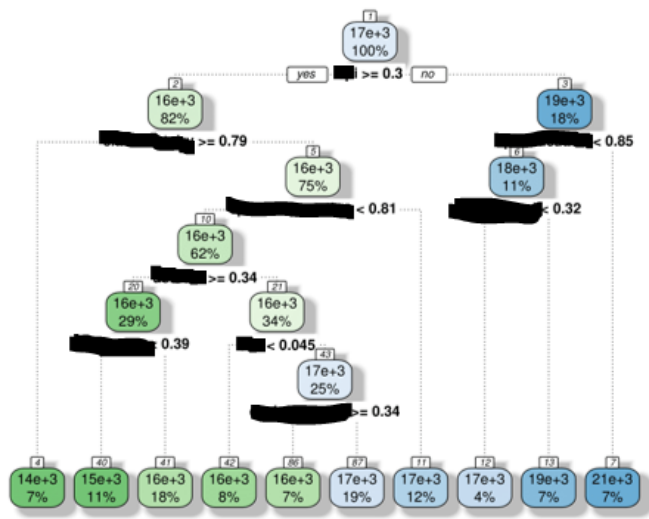 1
17e+3
100%
yes >= 0.3 no
2
16e+3
82%
3
19e+3
18%
>= 0.79
< 0.85
5
16e+3
75%
6
18e+3
11%
< 0.81
< 0.32
10
16e+3
62%
>= 0.34
20
16e+3
29%
21
16e+3
34%
0.39
< 0.045
43
17e+3
25%
>= 0.34
4
14e+3
7%
40
15e+3
11%
41
16e+3
18%
42
16e+3
8%
86
16e+3
7%
87
17e+3
19%
11
17e+3
12%
12
17e+3
4%
13
19e+3
7%
7
21e+3
7%